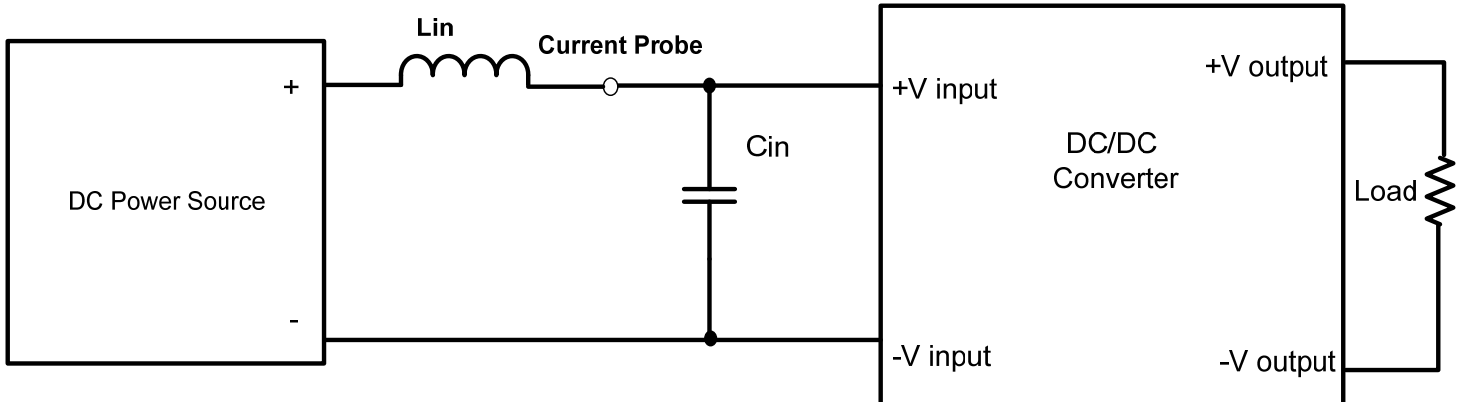 Lin
Current Probe
+
DC Power Source
-
Cin
+V input
-V input
DC/DC
Converter
+V output
-V output
Load